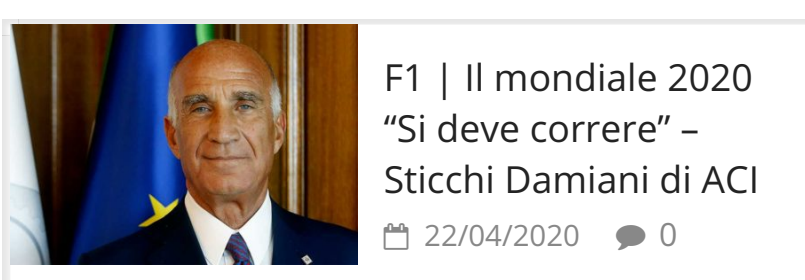 F1 | Il mondiale 2020
“Si deve correre” –
Sticchi Damiani di ACI
22/04/2020 0